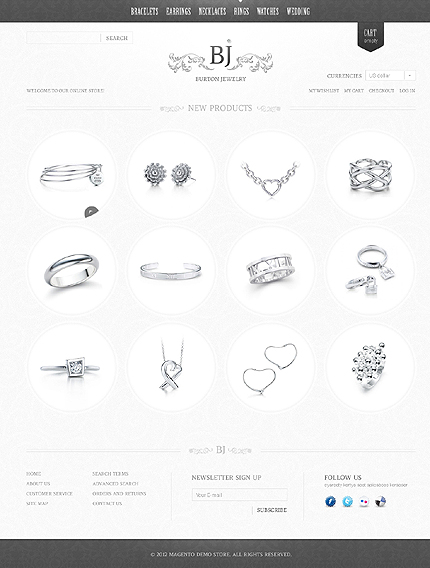 BRACELETS EARRINGS NECKLACES RINGS WATCHES WEDDING
CART
empty
SEARCH
BJ
BURTON JEWELRY
CURRENCIES US dollar
WELCOME TO OUR ONLINE STORE!
MY WISHLIST MY CART CHECKOUT LOG IN
NEW PRODUCTS
BJ
HOME
ABOUT US
CUSTOMER SERVICE
SITE MAP
SEARCH TERMS
ADVANCED SEARCH
ORDERS AND RETURNS
CONTACT US
NEWSLETTER SIGN UP
Your E-mail
SUBSCRIBE
FOLLOW US
© 2012 MAGENTO DEMO STORE. ALL RIGHTS RESERVED.